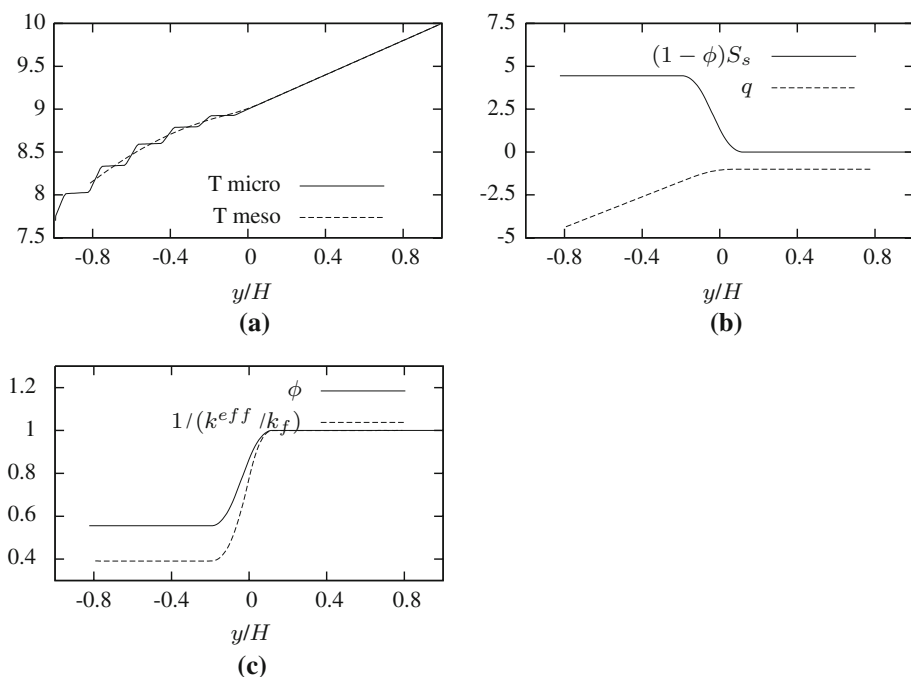 10
9.5
9
8.5
8
7.5
T micro
T meso
-0.8 -0.4 0 0.4 0.8
y/H
(a)
7.5
5
2.5
0
-2.5
-5
(1 − ϕ)Sₛ
q
-0.8 -0.4 0 0.4 0.8
y/H
(b)
1.2
1
0.8
0.6
0.4
ϕ
1/(k^{eff}/k_f)
-0.8 -0.4 0 0.4 0.8
y/H
(c)